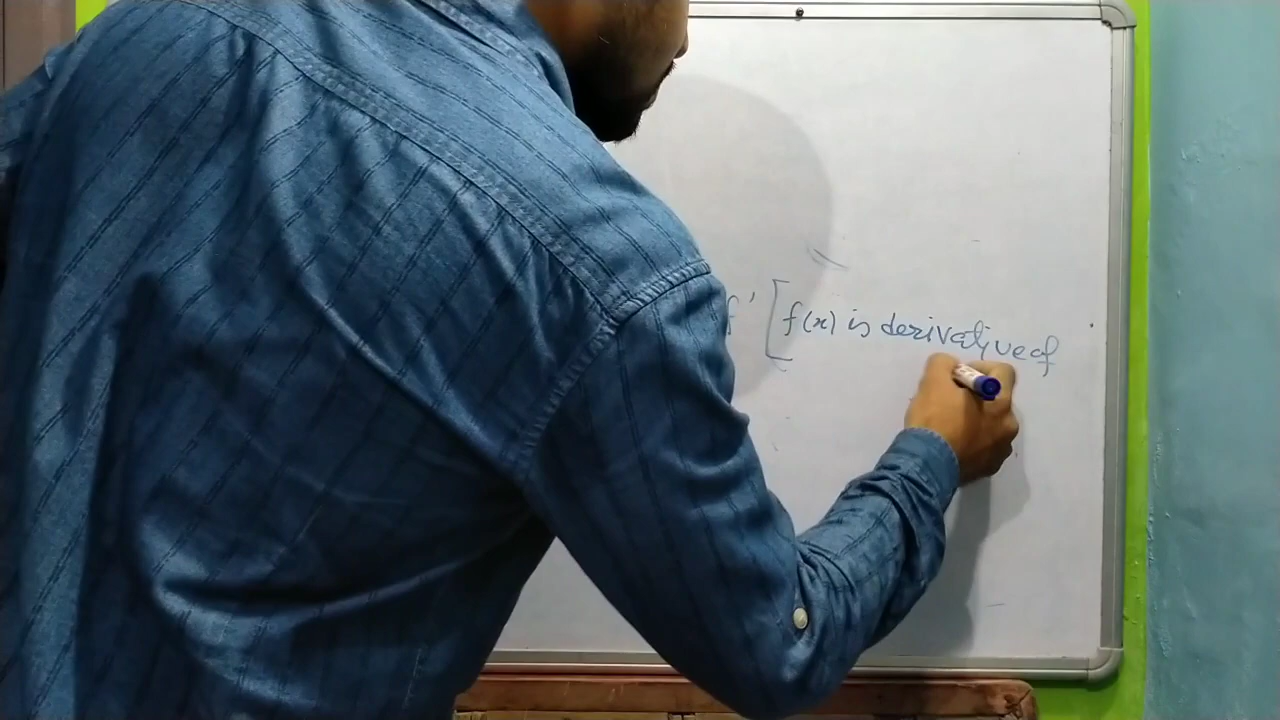 f' [f(x) is derivative of